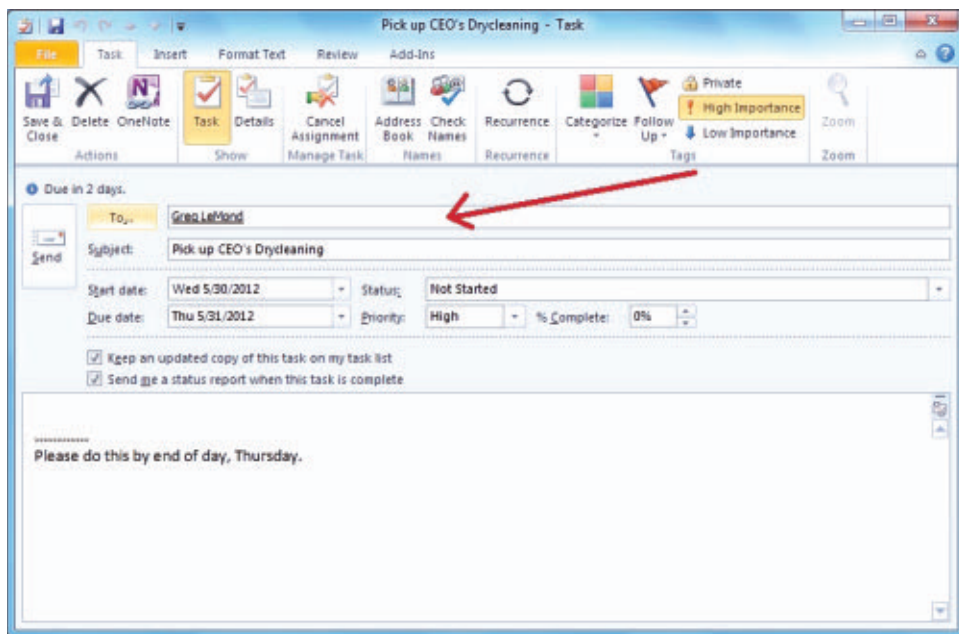 Pick up CEO's Drycleaning - Task
File Task Insert Format Text Review Add-Ins
Save & Close
Delete
OneNote
Actions
Task
Details
Show
Cancel Assignment
Manage Task
Address Book
Check Names
Names
Recurrence
Recurrence
Categorize
Follow Up
Private
High Importance
Low Importance
Tags
Zoom
Zoom
Due in 2 days.
Send
To... Greg LeMond
Subject: Pick up CEO's Drycleaning
Start date: Wed 5/30/2012 Status: Not Started
Due date: Thu 5/31/2012 Priority: High % Complete: 0%
Keep an updated copy of this task on my task list
Send me a status report when this task is complete
------------
Please do this by end of day, Thursday.